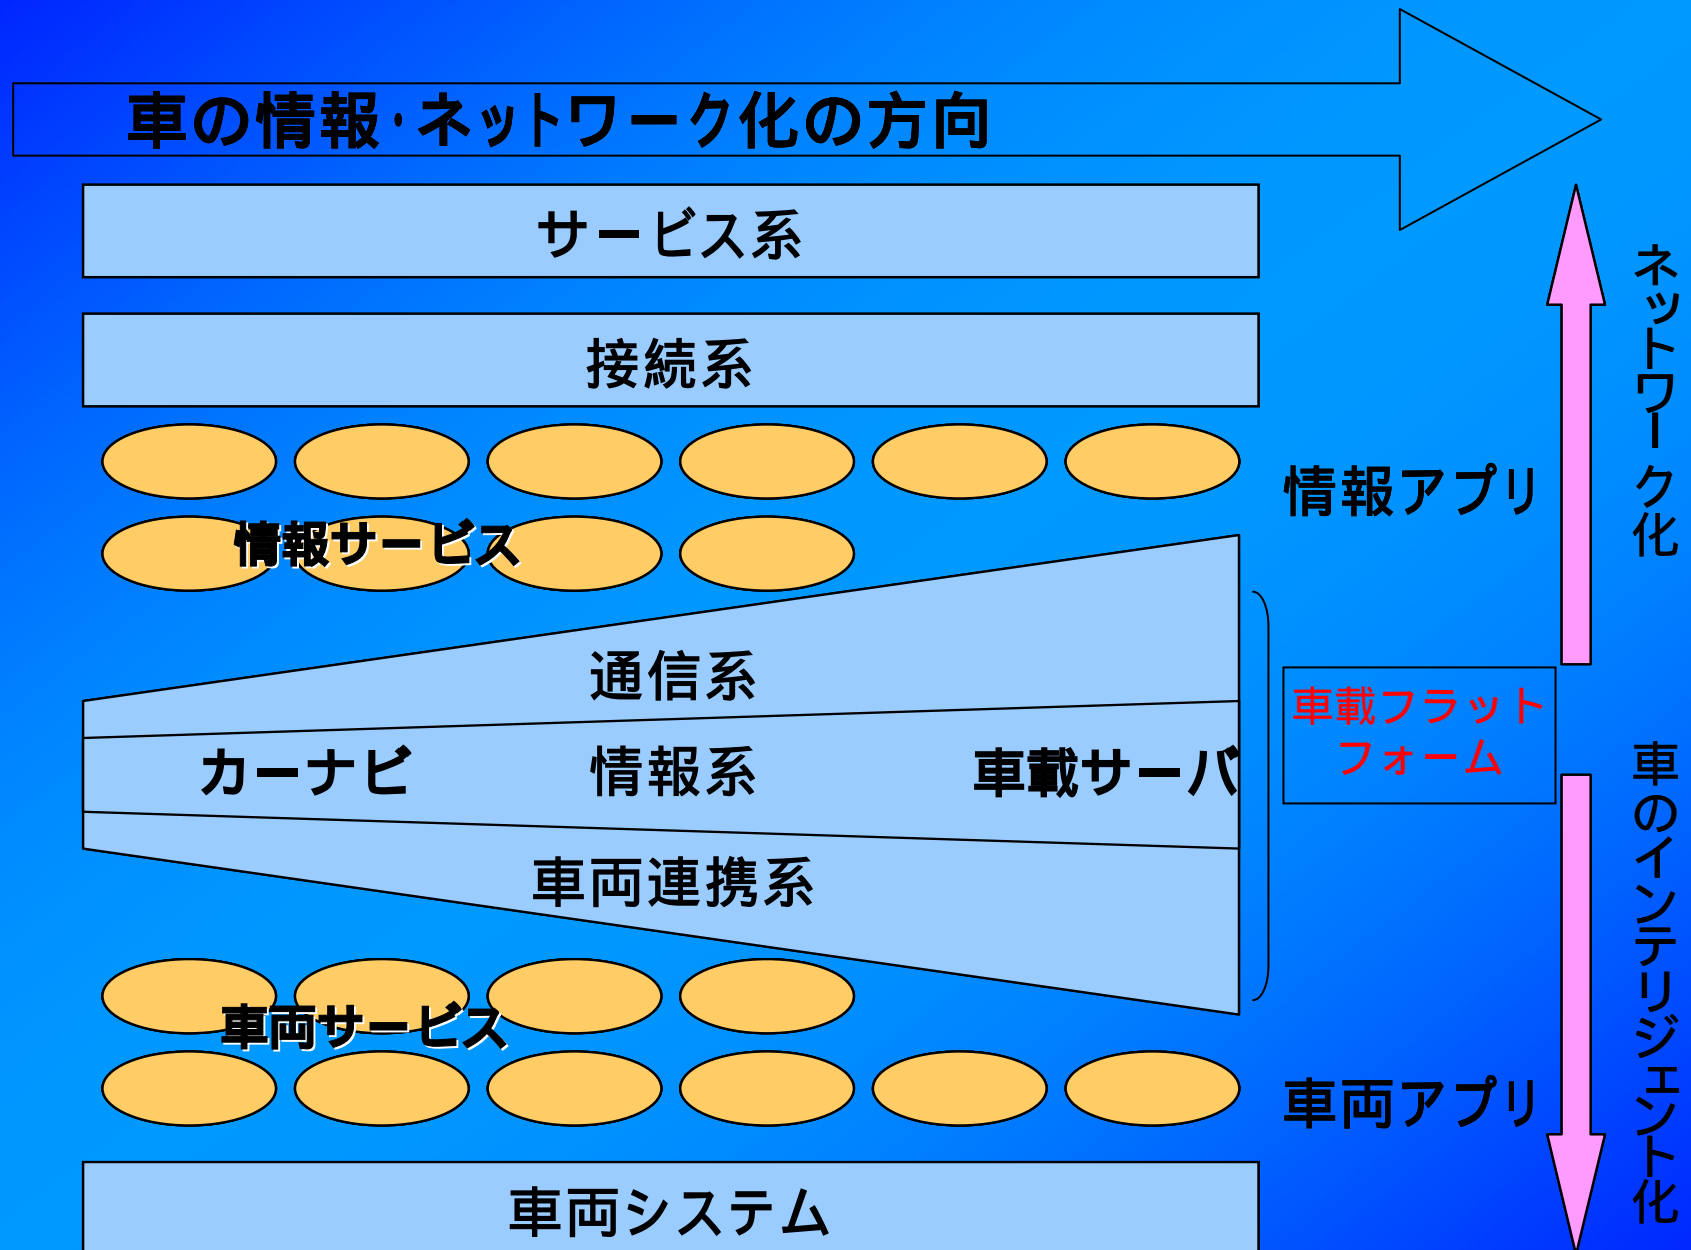 車の情報・ネットワーク化の方向
サービス系
接続系
情報アプリ
情報サービス
通信系
カーナビ
情報系
車載サーバ
車両連携系
車載フラット
フォーム
車両サービス
車両アプリ
車両システム
ネットワーク化
車のインテリジェント化